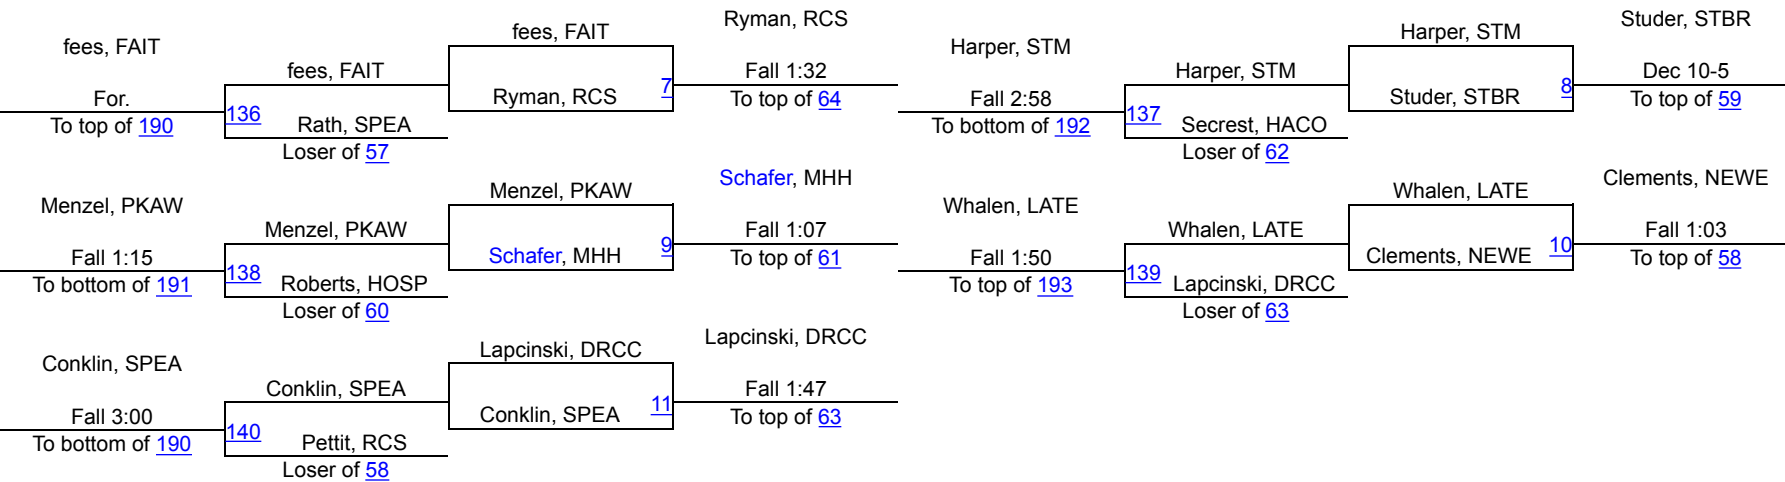 fees, FAIT
For.
To top of 190
136
fees, FAIT
Rath, SPEA
Loser of 57
fees, FAIT
Ryman, RCS
7
Ryman, RCS
Fall 1:32
To top of 64
Harper, STM
Fall 2:58
To bottom of 192
137
Harper, STM
Secrest, HACO
Loser of 62
Harper, STM
Studer, STBR
8
Studer, STBR
Dec 10-5
To top of 59
Menzel, PKAW
Fall 1:15
To bottom of 191
138
Menzel, PKAW
Roberts, HOSP
Loser of 60
Menzel, PKAW
Schafer, MHH
9
Schafer, MHH
Fall 1:07
To top of 61
Whalen, LATE
Fall 1:50
To top of 193
139
Whalen, LATE
Lapcinski, DRCC
Loser of 63
Whalen, LATE
Clements, NEWE
10
Clements, NEWE
Fall 1:03
To top of 58
Conklin, SPEA
Fall 3:00
To bottom of 190
140
Conklin, SPEA
Pettit, RCS
Loser of 58
Lapcinski, DRCC
Conklin, SPEA
11
Lapcinski, DRCC
Fall 1:47
To top of 63